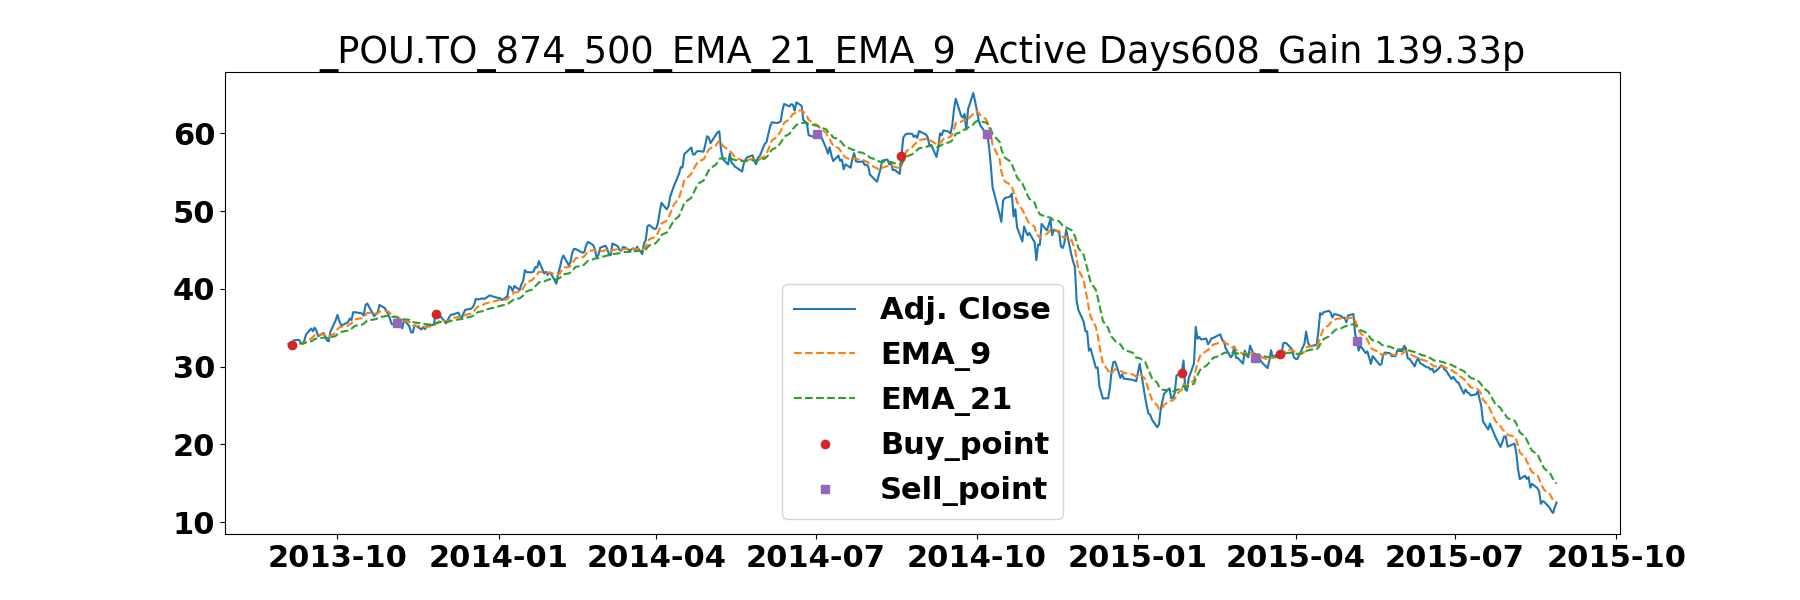 _POU.TO_874_500_EMA_21_EMA_9_Active Days608_Gain 139.33p
60
50
40
30
20
10
Adj. Close
EMA_9
EMA_21
Buy_point
Sell_point
2013-10 2014-01 2014-04 2014-07 2014-10 2015-01 2015-04 2015-07 2015-10